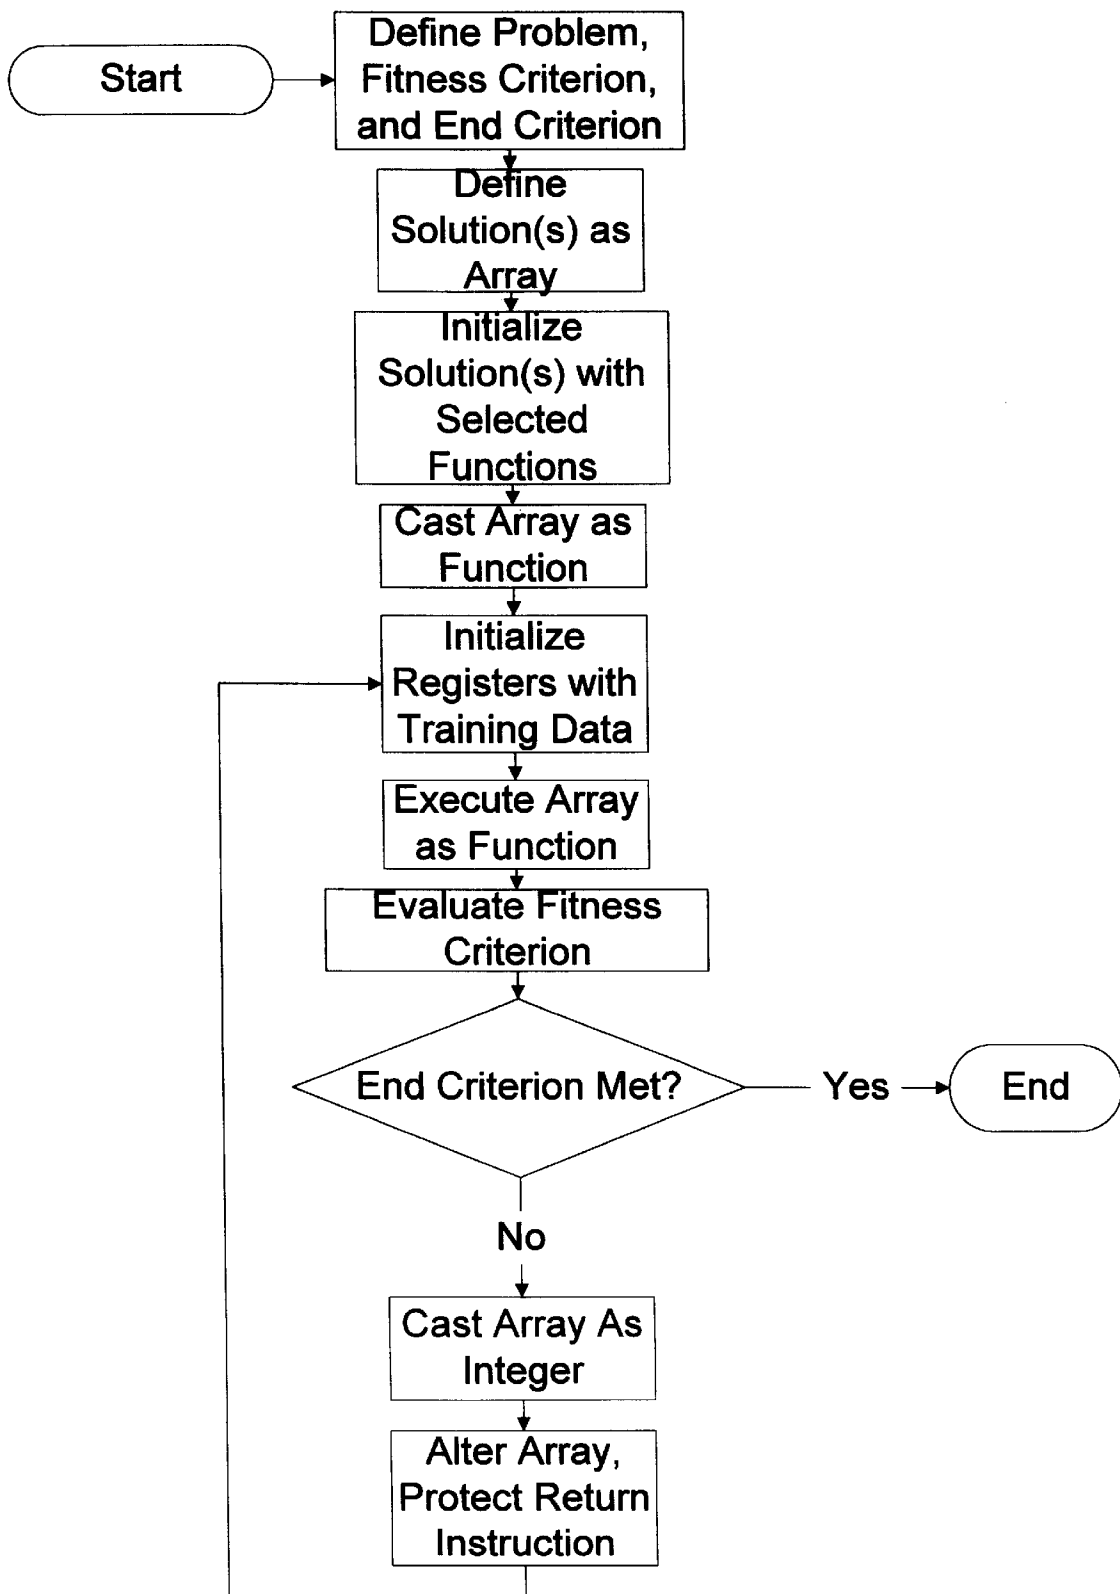 Start
Define Problem,
Fitness Criterion,
and End Criterion
Define
Solution(s) as
Array
Initialize
Solution(s) with
Selected
Functions
Cast Array as
Function
Initialize
Registers with
Training Data
Execute Array
as Function
Evaluate Fitness
Criterion
End Criterion Met?
Yes
End
No
Cast Array As
Integer
Alter Array,
Protect Return
Instruction